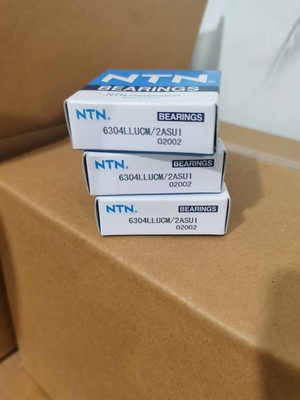 NTN.
BEARINGS
NTN. BEARINGS
6304LLUCM/2ASU1
02002
NTN. BEARINGS
6304LLUCM/2ASU1
02002
NTN. BEARINGS
6304LLUCM/2ASU1
02002